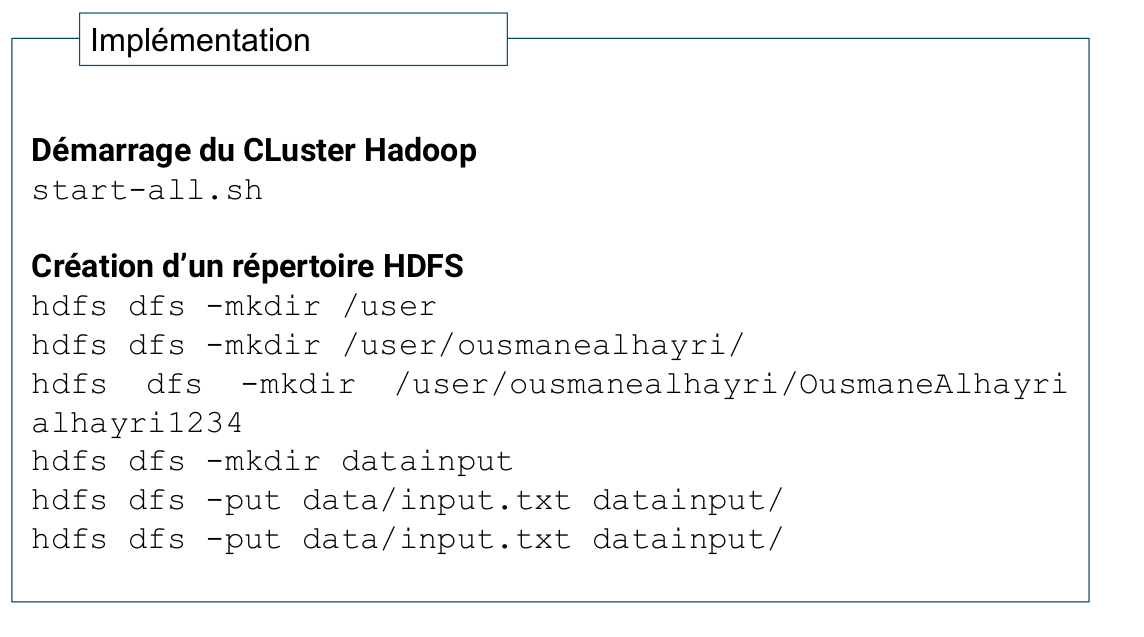 Implémentation
Démarrage du CLuster Hadoop
start-all.sh
Création d’un répertoire HDFS
hdfs dfs -mkdir /user
hdfs dfs -mkdir /user/ousmanealhayri/
hdfs dfs -mkdir /user/ousmanealhayri/OusmaneAlhayri
alhayri1234
hdfs dfs -mkdir datainput
hdfs dfs -put data/input.txt datainput/
hdfs dfs -put data/input.txt datainput/